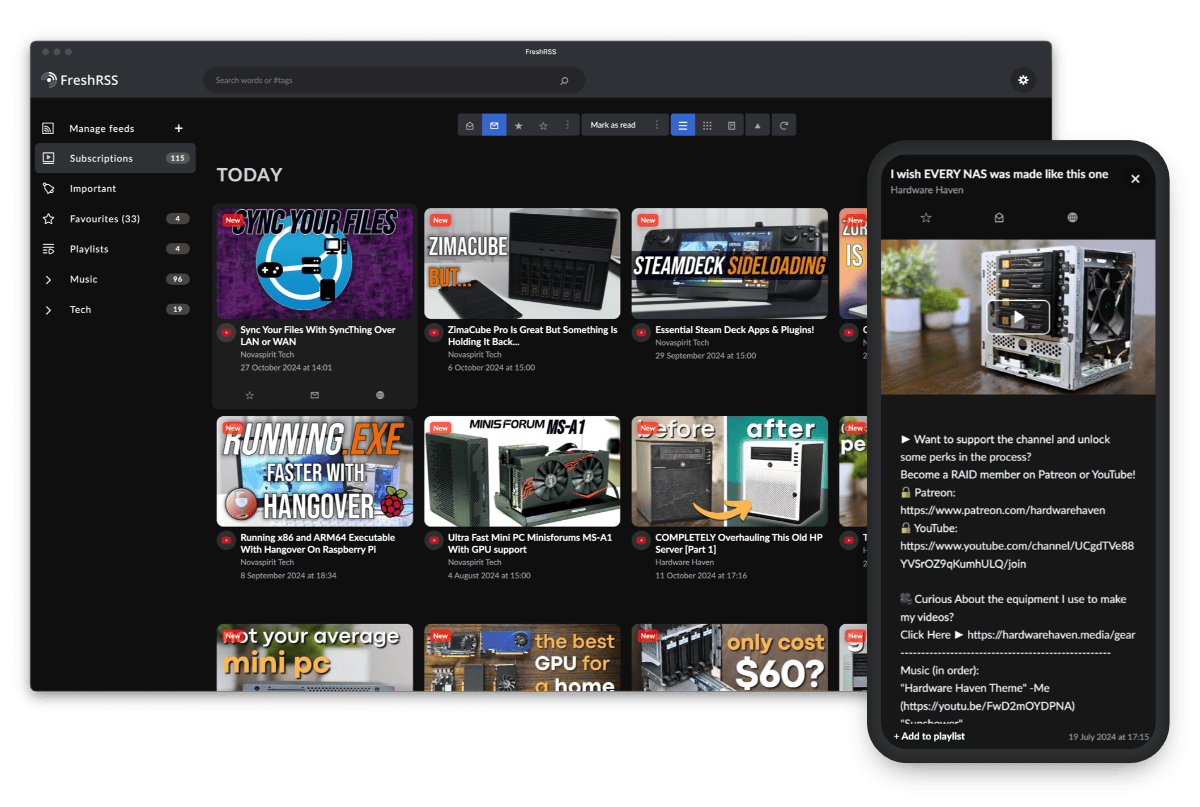 FreshRSS
FreshRSS
Search words or #tags
Manage feeds
Subscriptions 115
Important
Favourites (33) 4
Playlists 4
Music 96
Tech 19
Mark as read
TODAY
New
SYNC YOUR FILES
Sync Your Files With SyncThing Over
LAN or WAN
Novaspirit Tech
27 October 2024 at 14:01
New
ZIMACUBE
BUT...
ZimaCube Pro Is Great But Something Is
Holding It Back...
Novaspirit Tech
6 October 2024 at 15:00
New
STEAMDECK SIDELOADING
Essential Steam Deck Apps & Plugins!
Novaspirit Tech
29 September 2024 at 15:00
New
IS
New
RUNNING .EXE
FASTER WITH
HANGOVER
Running x86 and ARM64 Executable
With Hangover On Raspberry Pi
Novaspirit Tech
8 September 2024 at 18:34
New
MINISFORUM MS-A1
Ultra Fast Mini PC Minisforums MS-A1
With GPU support
Novaspirit Tech
4 August 2024 at 15:00
New
before after
COMPLETELY Overhauling This Old HP
Server [Part 1]
Hardware Haven
11 October 2024 at 17:16
New
pe
New
not your average
mini pc
New
the best
GPU for
a home
New
only cost
$60?
New
I wish EVERY NAS was made like this one
Hardware Haven
► Want to support the channel and unlock
some perks in the process?
Become a RAID member on Patreon or YouTube!
🔓 Patreon:
https://www.patreon.com/hardwarehaven
🔓 YouTube:
https://www.youtube.com/channel/UCgdTVe88
YVSrOZ9qKumhULQ/join
🎥 Curious About the equipment I use to make
my videos?
Click Here ► https://hardwarehaven.media/gear
---------------------------------------------------
Music (in order):
"Hardware Haven Theme" -Me
(https://youtu.be/FwD2mOYDPNA)
"Sunshower"
+ Add to playlist
19 July 2024 at 17:15